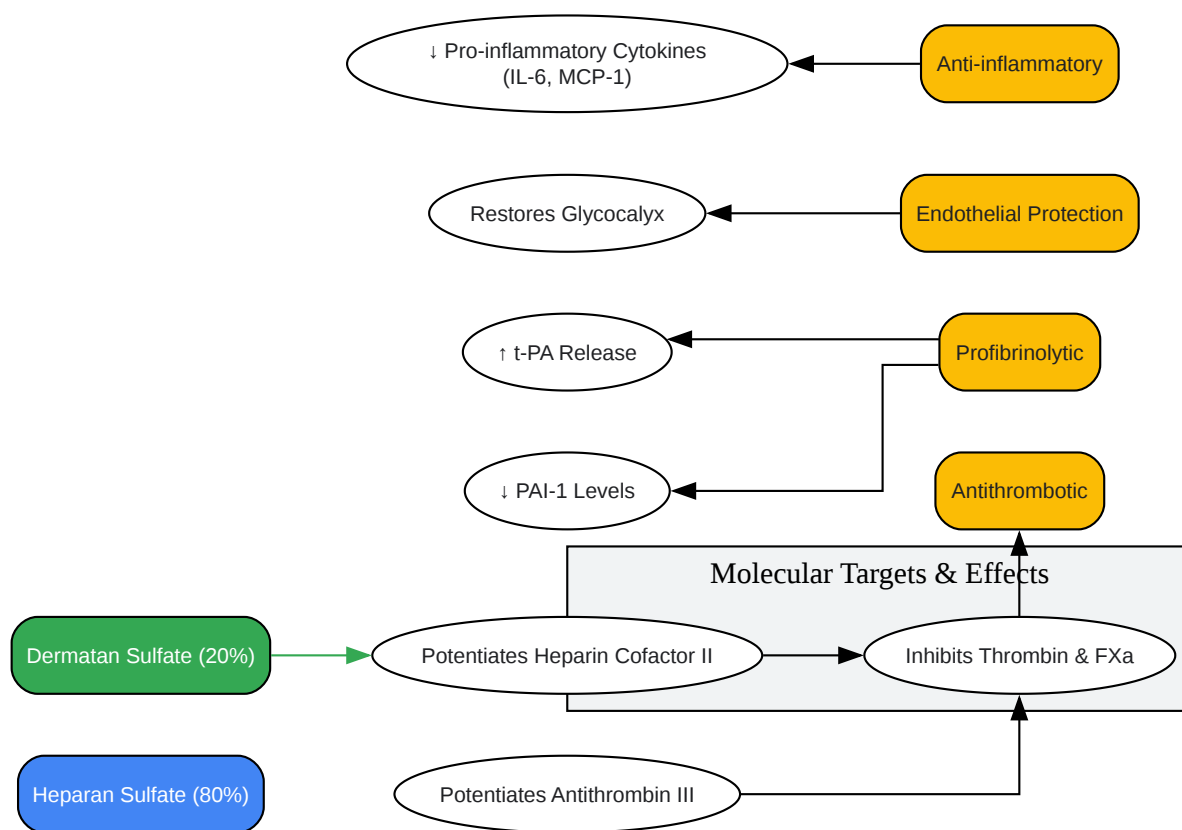 ↓ Pro-inflammatory Cytokines
(IL-6, MCP-1)
Anti-inflammatory
Restores Glycocalyx
Endothelial Protection
↑ t-PA Release
Profibrinolytic
↓ PAI-1 Levels
Antithrombotic
Molecular Targets & Effects
Dermatan Sulfate (20%)
Potentiates Heparin Cofactor II
Inhibits Thrombin & FXa
Heparan Sulfate (80%)
Potentiates Antithrombin III